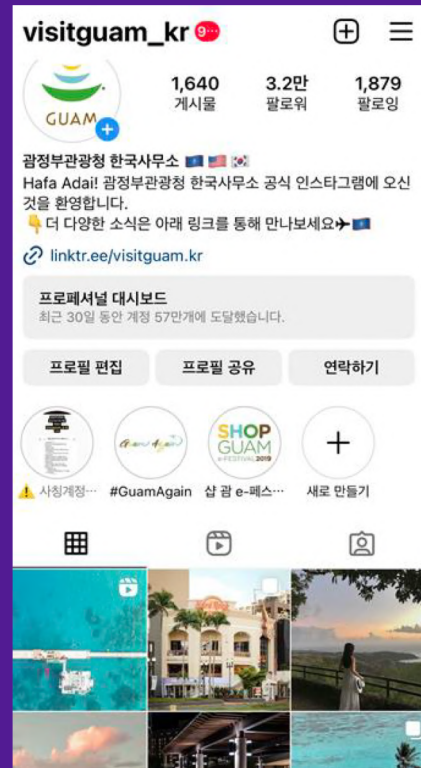 visitguam_kr 9...
1,640 3.2만 1,879
게시물 팔로워 팔로잉
GUAM
괌정부관광청 한국사무소
Hafa Adai! 괌정부관광청 한국사무소 공식 인스타그램에 오신
것을 환영합니다.
더 다양한 소식은 아래 링크를 통해 만나보세요
linktr.ee/visitguam.kr
프로페셔널 대시보드
최근 30일 동안 계정 57만개에 도달했습니다.
프로필 편집 프로필 공유 연락하기
Guam Again
SHOP
GUAM
e-FESTIVAL 2019
사칭계정... #GuamAgain 샵 괌 e-페스... 새로 만들기